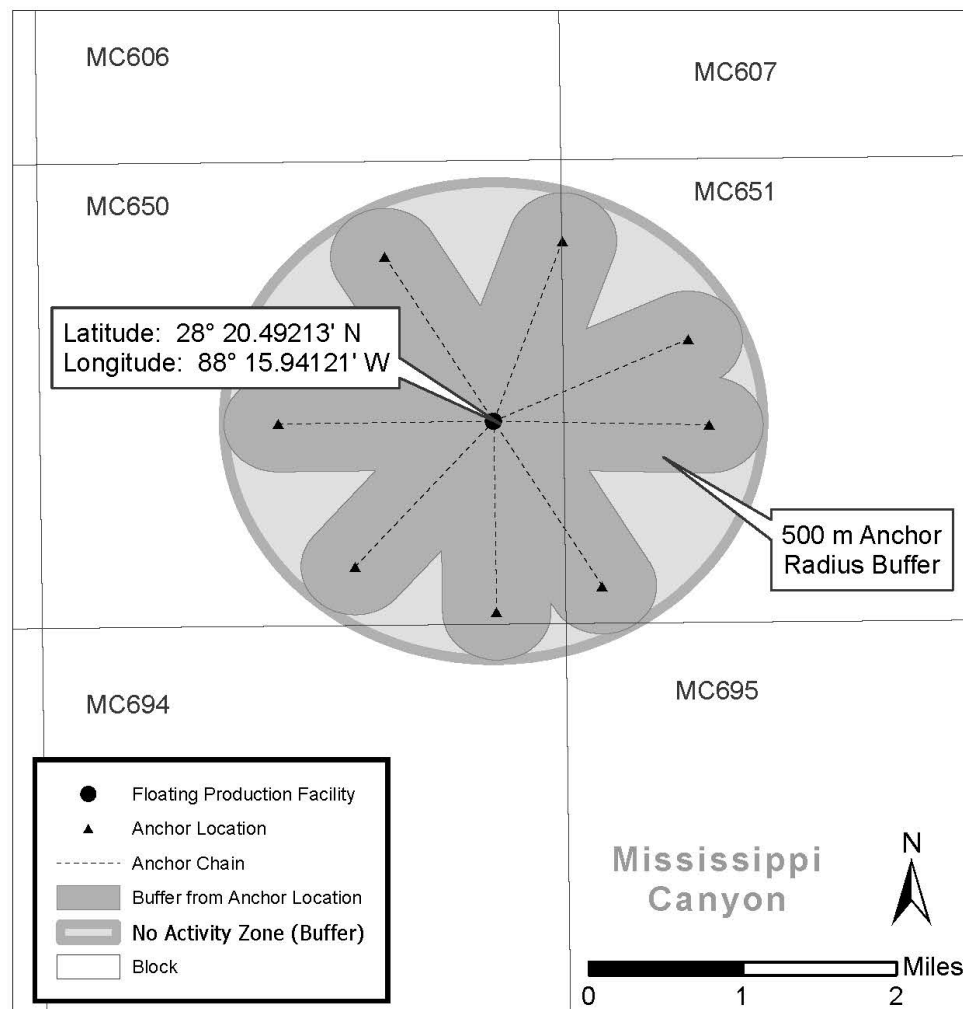 MC606
MC607
MC650
MC651
Latitude:  28° 20.49213' N
Longitude:  88° 15.94121' W
500 m Anchor
Radius Buffer
MC694
MC695
Floating Production Facility
Anchor Location
Anchor Chain
Buffer from Anchor Location
No Activity Zone (Buffer)
Block
Mississippi
Canyon
N
Miles
0 1 2